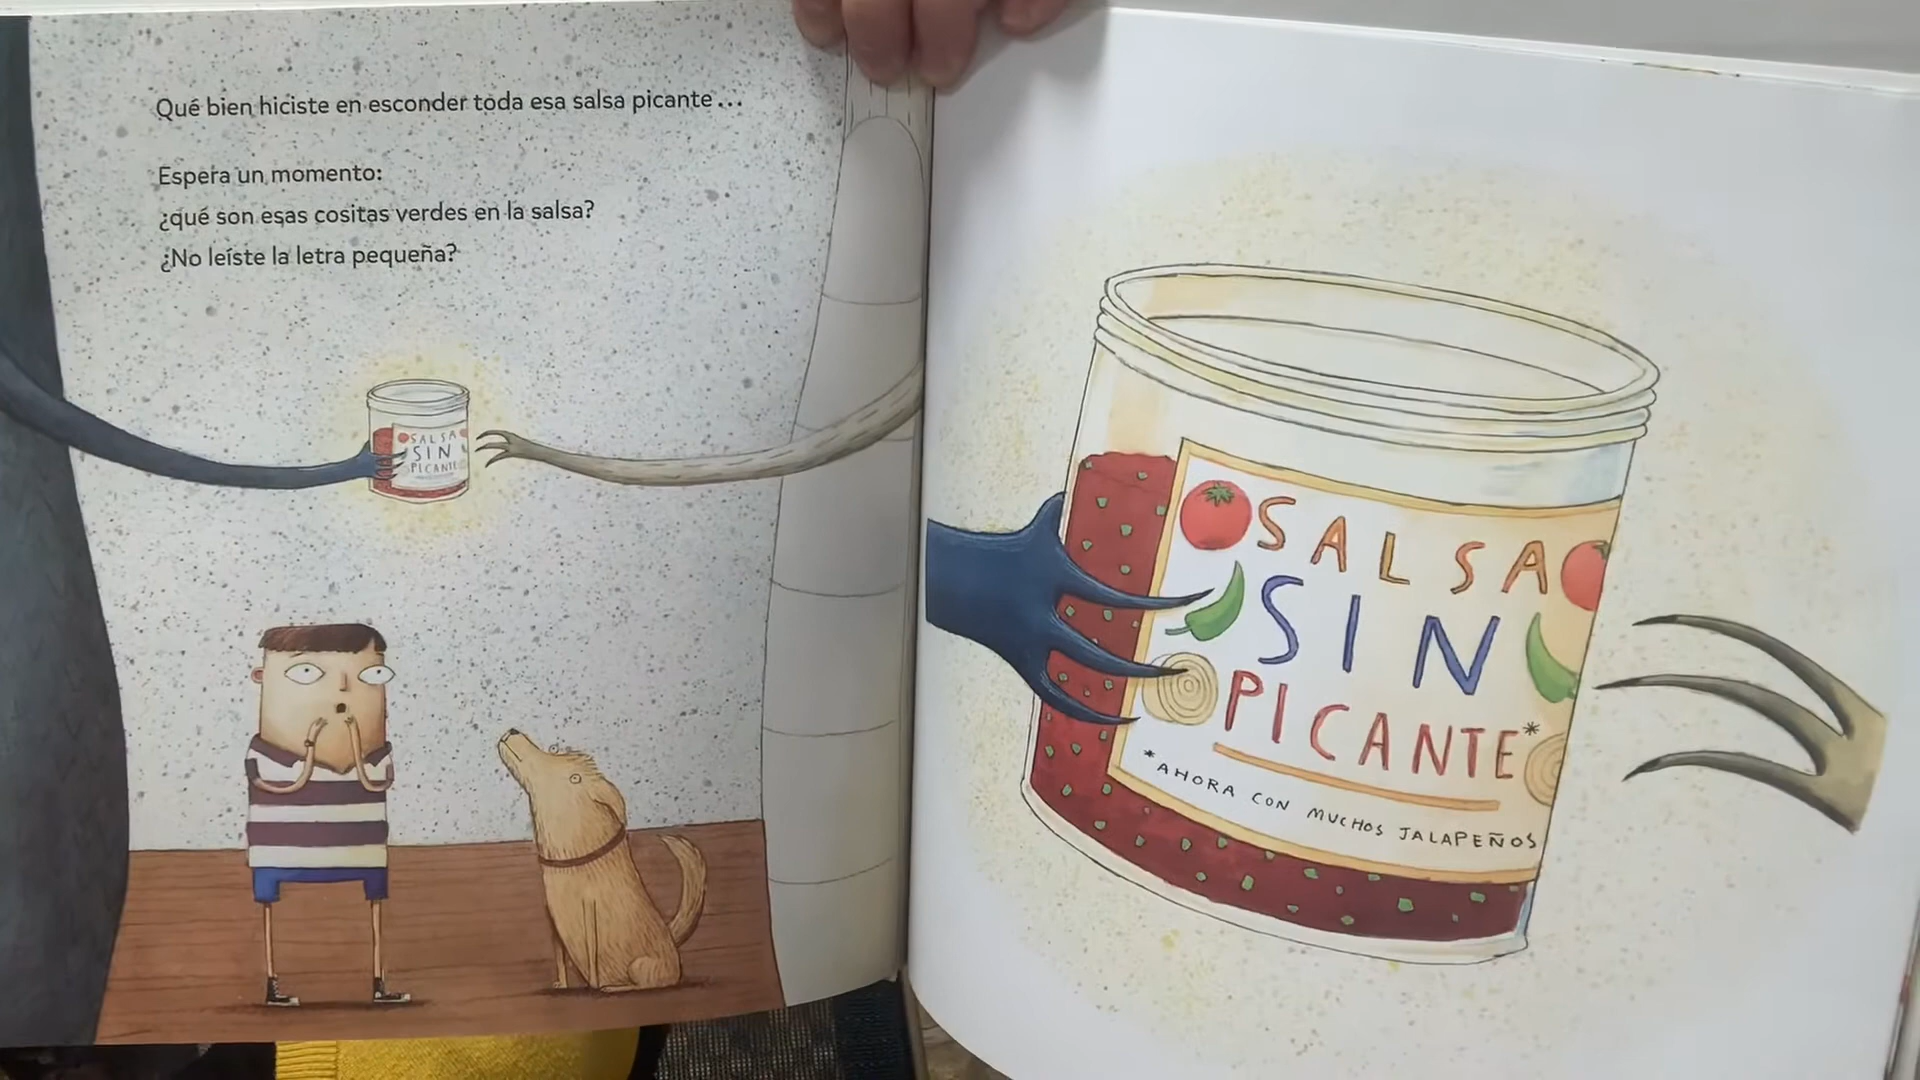 Qué bien hiciste en esconder toda esa salsa picante...
Espera un momento:
¿qué son esas cositas verdes en la salsa?
¿No leíste la letra pequeña?
SALSA
SIN
PICANTE
SALSA
SIN
PICANTE*
*AHORA CON MUCHOS JALAPEÑOS